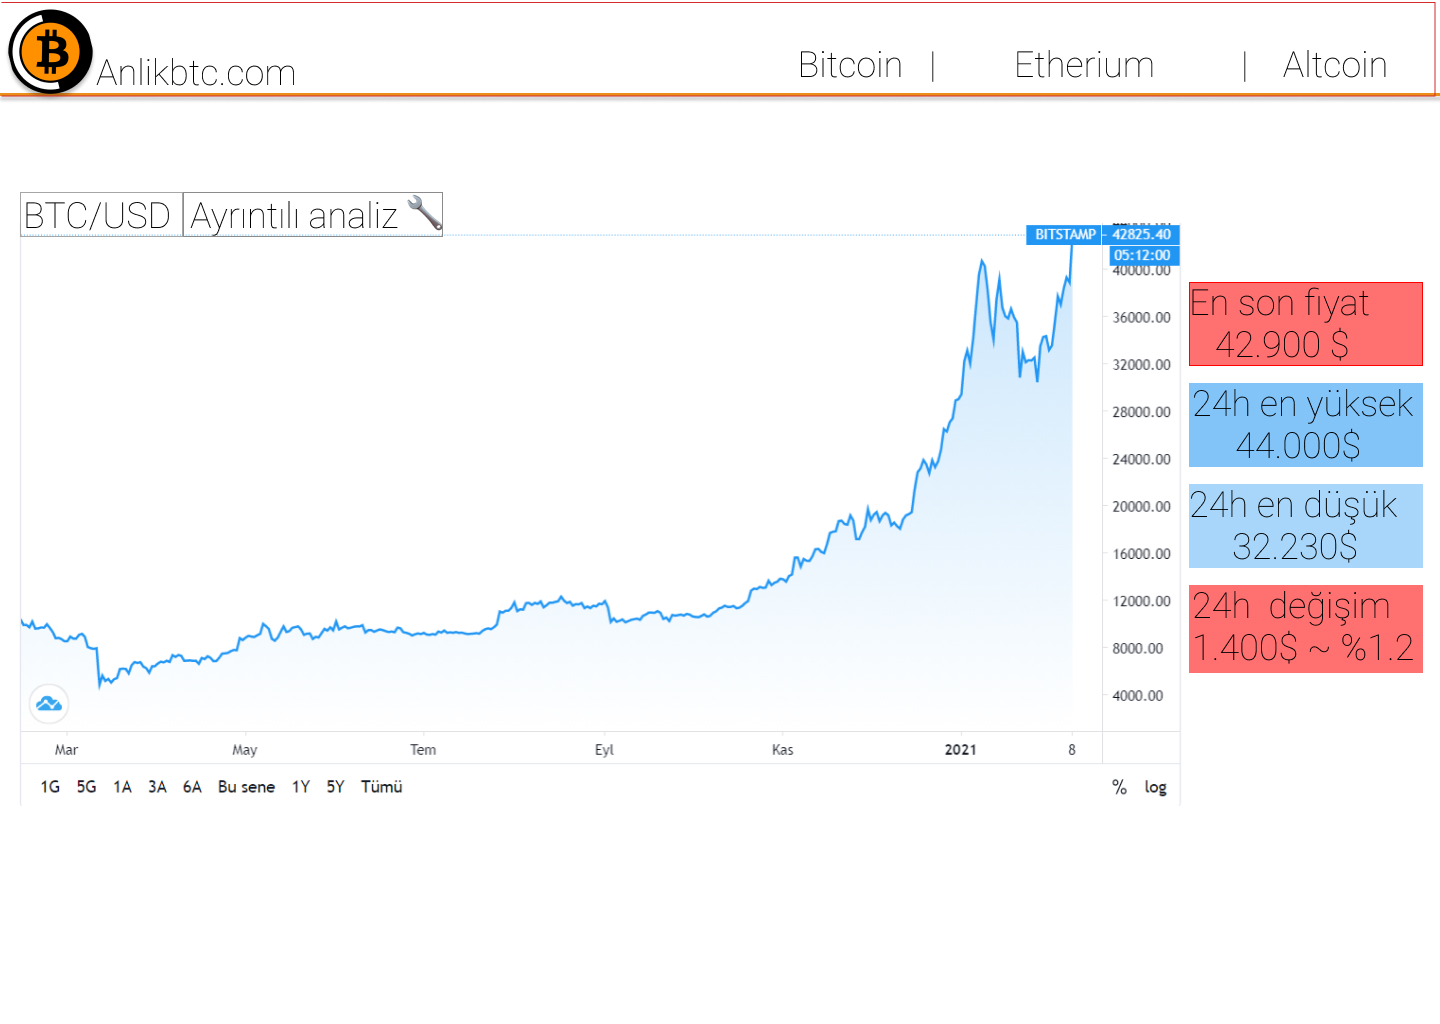 Anlikbtc.com
Bitcoin | Etherium | Altcoin
BTC/USD Ayrıntılı analiz
BITSTAMP 42825.40
05:12:00
40000.00
36000.00
32000.00
28000.00
24000.00
20000.00
16000.00
12000.00
8000.00
4000.00
Mar May Tem Eyl Kas 2021 8
1G 5G 1A 3A 6A Bu sene 1Y 5Y Tümü % log
En son fiyat
42.900 $
24h en yüksek
44.000$
24h en düşük
32.230$
24h değişim
1.400$ ~ %1.2